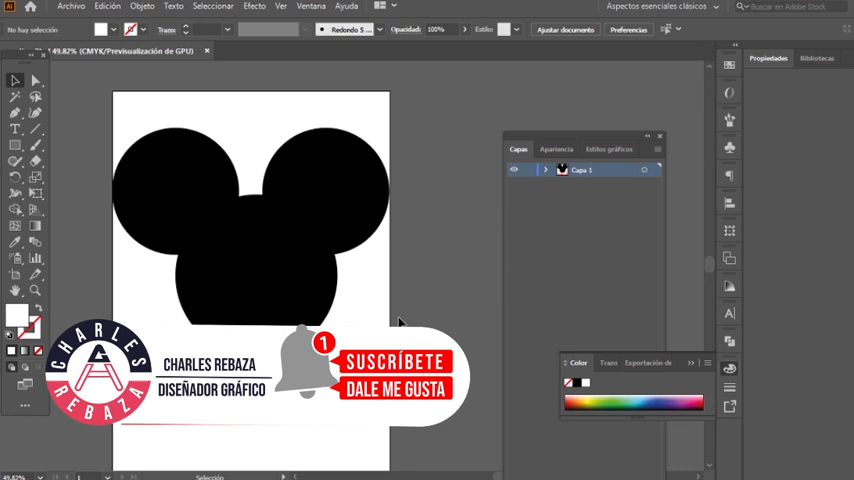 Archivo Edición Objeto Texto Seleccionar Efecto Ver Ventana Ayuda Aspectos esenciales clásicos Buscar en Adobe Stock
No hay selección Trazo: Redondo 5 ... Opacidad: 100% Estilo: Ajustar documento Preferencias
49.82% (CMYK/Previsualización de GPU) ×
Propiedades Bibliotecas
Capas Apariencia Estilos gráficos
Capa 1
CHARLES
REBAZA
CHARLES REBAZA
DISEÑADOR GRÁFICO
1
SUSCRÍBETE
DALE ME GUSTA
Color Trazo Exportación de
49.82% 1 Selección